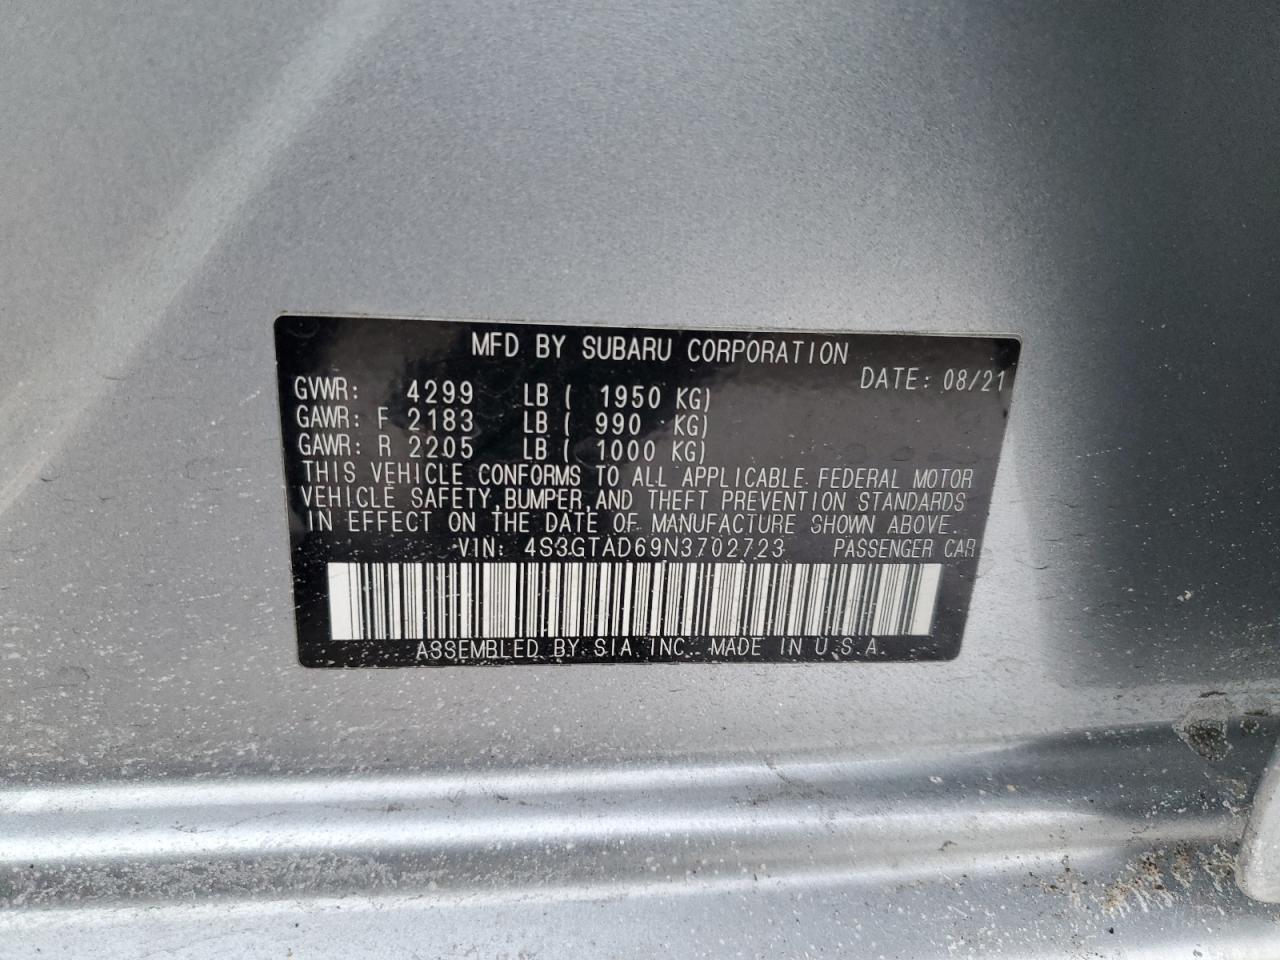 MFD BY SUBARU CORPORATION
DATE: 08/21
GVWR: 4299 LB ( 1950 KG)
GAWR: F 2183 LB ( 990 KG)
GAWR: R 2205 LB ( 1000 KG)
THIS VEHICLE CONFORMS TO ALL APPLICABLE FEDERAL MOTOR
VEHICLE SAFETY, BUMPER, AND THEFT PREVENTION STANDARDS
IN EFFECT ON THE DATE OF MANUFACTURE SHOWN ABOVE.
VIN: 4S3GTAD69N3702723 PASSENGER CAR
ASSEMBLED BY SIA, INC. MADE IN U.S.A.